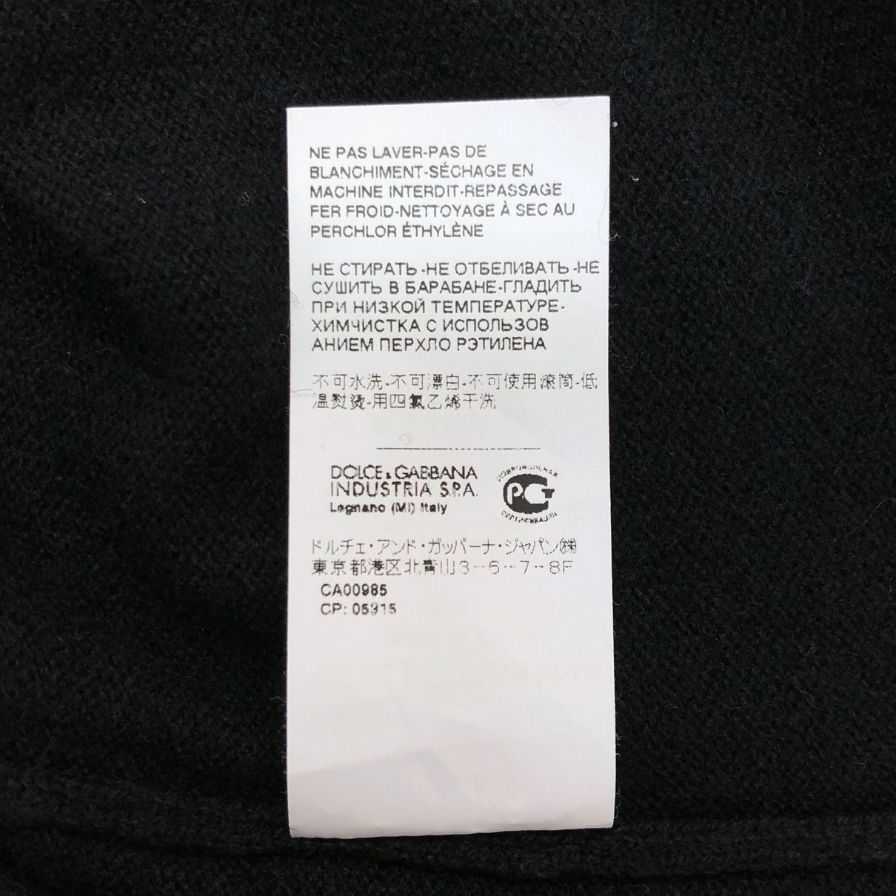 NE PAS LAVER-PAS DE
BLANCHIMENT-SÉCHAGE EN
MACHINE INTERDIT-REPASSAGE
FER FROID-NETTOYAGE À SEC AU
PERCHLOR ÉTHYLÈNE
НЕ СТИРАТЬ-НЕ ОТБЕЛИВАТЬ-НЕ
СУШИТЬ В БАРАБАНЕ-ГЛАДИТЬ
ПРИ НИЗКОЙ ТЕМПЕРАТУРЕ-
ХИМЧИСТКА С ИСПОЛЬЗОВ
АНИЕМ ПЕРХЛО РЭТИЛЕНА
不可水洗-不可漂白-不可使用滚筒-低
温熨烫-用四氯乙烯干洗
DOLCE&GABBANA
INDUSTRIA S.P.A.
Legnano (MI) Italy
РСТ
ドルチェ・アンド・ガッバーナ・ジャパン㈱
東京都港区北青山3-6-7-8F
CA00985
CP: 05915